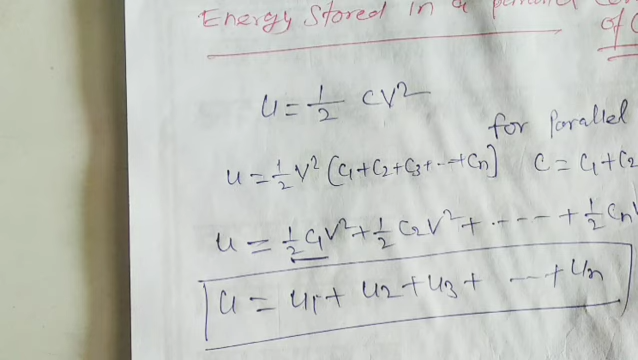 Energy Stored in a
of
U = 1/2 CV²
for Parallel
U = 1/2 V² (C1+C2+C3+---+Cn] C = C1+C2
U = 1/2 C1V² + 1/2 C2V² + ----- + 1/2 Cn
U = U1 + U2 + U3 + --- + Un